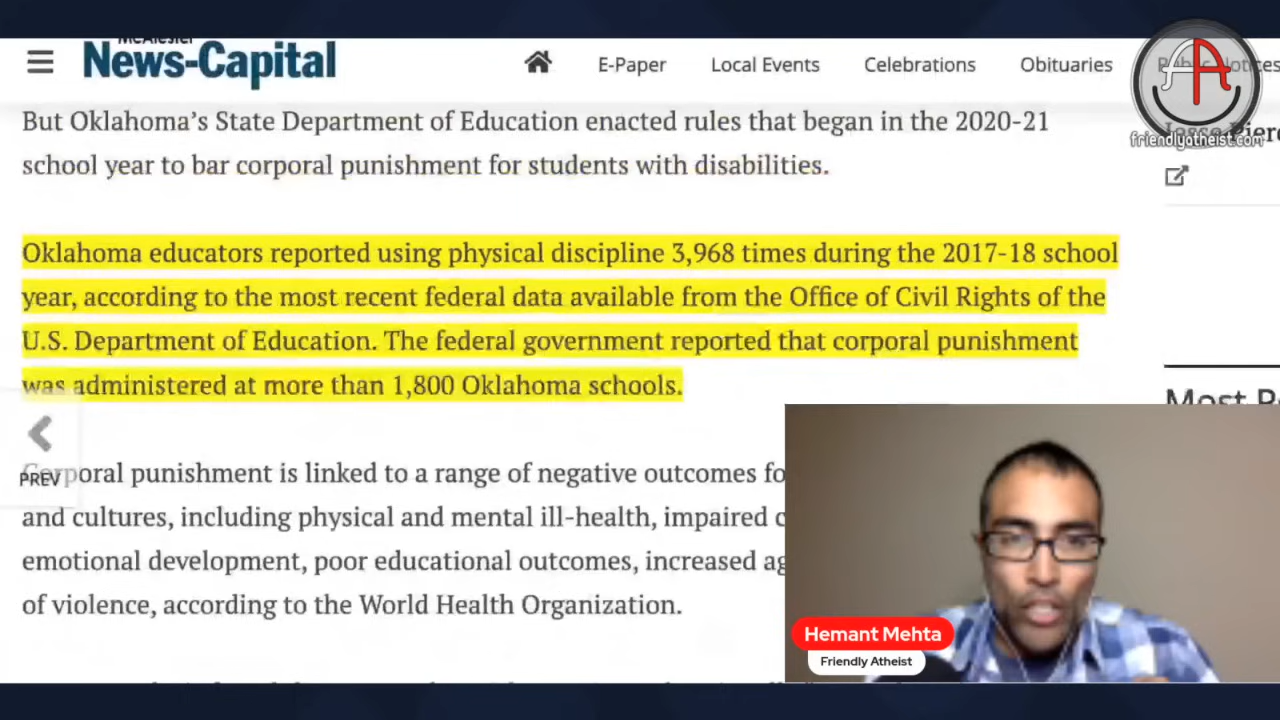 News-Capital
E-Paper
Local Events
Celebrations
Obituaries
friendlyatheist.com
But Oklahoma’s State Department of Education enacted rules that began in the 2020-21
school year to bar corporal punishment for students with disabilities.
Oklahoma educators reported using physical discipline 3,968 times during the 2017-18 school
year, according to the most recent federal data available from the Office of Civil Rights of the
U.S. Department of Education. The federal government reported that corporal punishment
was administered at more than 1,800 Oklahoma schools.
PREV
Corporal punishment is linked to a range of negative outcomes fo
and cultures, including physical and mental ill-health, impaired c
emotional development, poor educational outcomes, increased ag
of violence, according to the World Health Organization.
Most P
Hemant Mehta
Friendly Atheist